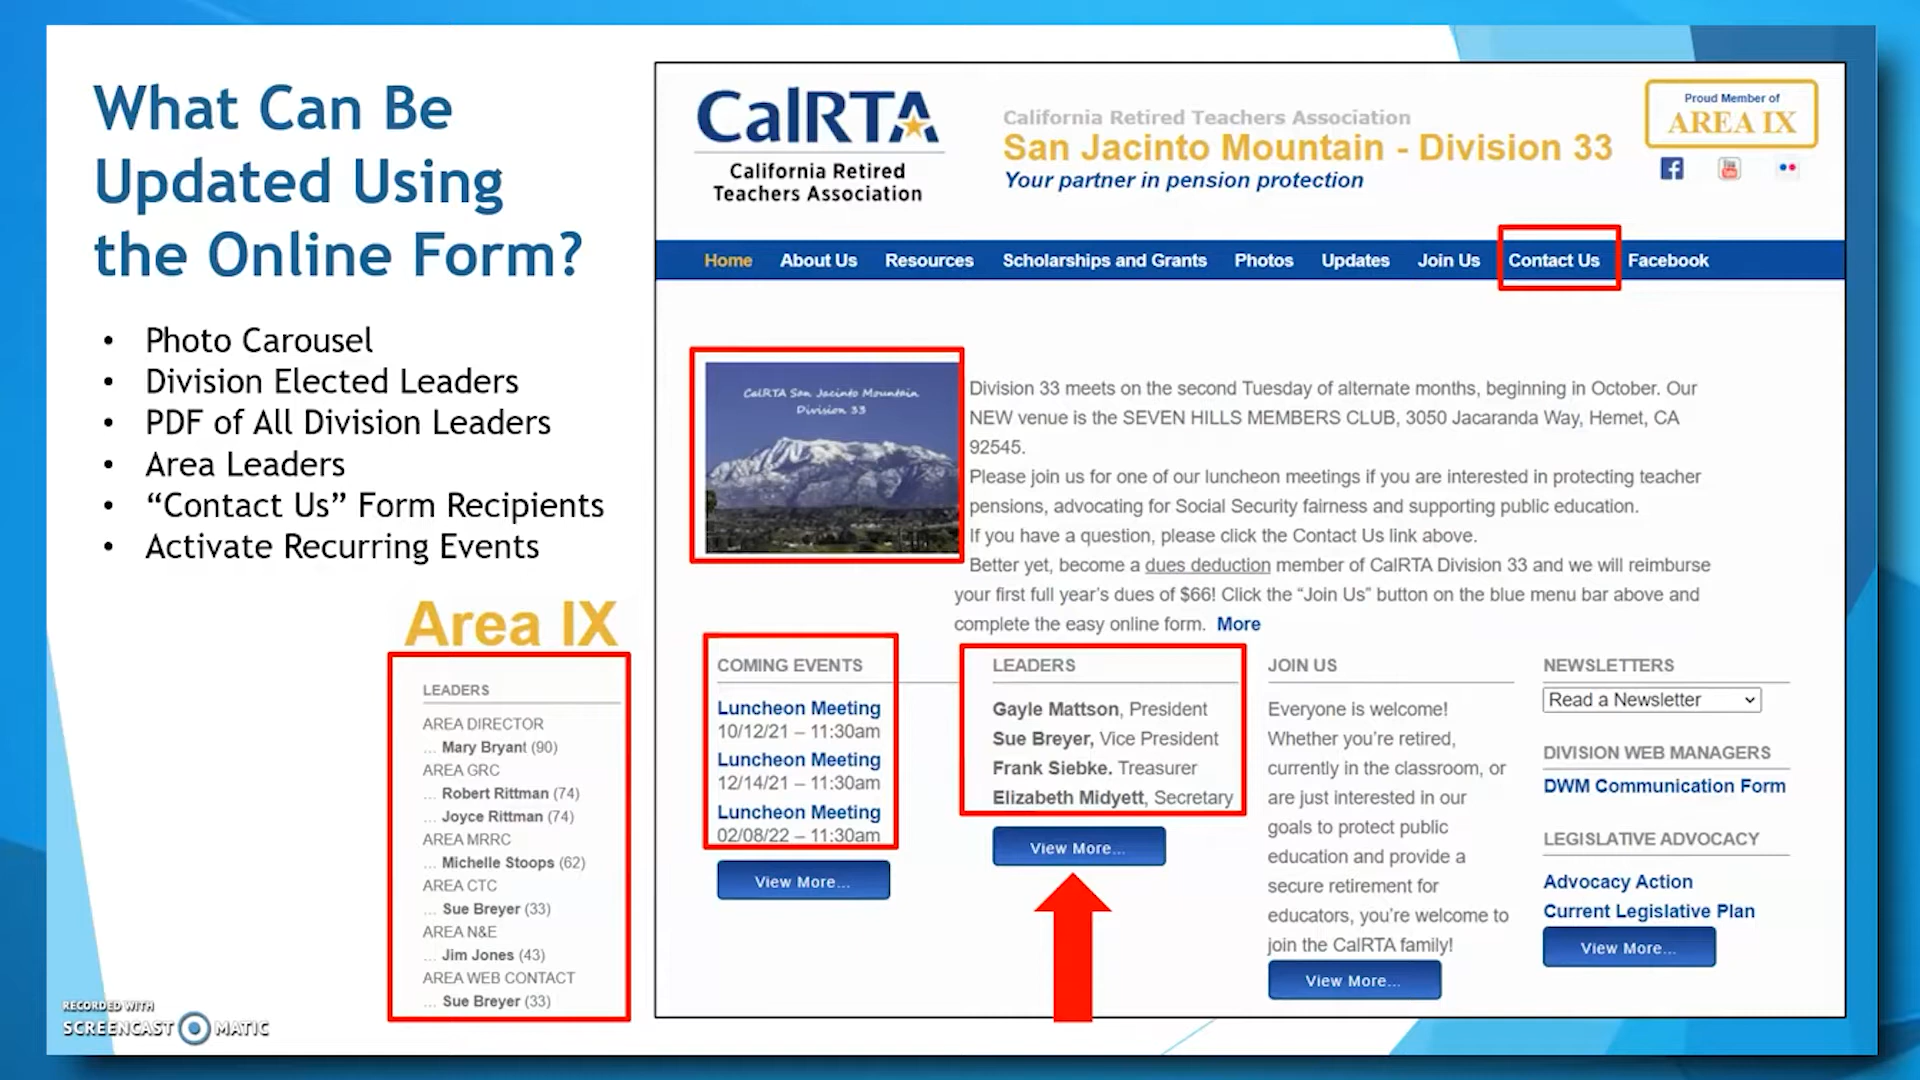 What Can Be
Updated Using
the Online Form?
• Photo Carousel
• Division Elected Leaders
• PDF of All Division Leaders
• Area Leaders
• “Contact Us” Form Recipients
• Activate Recurring Events
Area IX
LEADERS
AREA DIRECTOR
... Mary Bryant (90)
AREA GRC
... Robert Rittman (74)
... Joyce Rittman (74)
AREA MRRC
... Michelle Stoops (62)
AREA CTC
... Sue Breyer (33)
AREA N&E
... Jim Jones (43)
AREA WEB CONTACT
... Sue Breyer (33)
RECORDED WITH
SCREENCAST MATIC
CalRTA
California Retired
Teachers Association
California Retired Teachers Association
San Jacinto Mountain - Division 33
Your partner in pension protection
Proud Member of
AREA IX
You
Tube
Home About Us Resources Scholarships and Grants Photos Updates Join Us Contact Us Facebook
CalRTA San Jacinto Mountain
Division 33
Division 33 meets on the second Tuesday of alternate months, beginning in October. Our
NEW venue is the SEVEN HILLS MEMBERS CLUB, 3050 Jacaranda Way, Hemet, CA
92545.
Please join us for one of our luncheon meetings if you are interested in protecting teacher
pensions, advocating for Social Security fairness and supporting public education.
If you have a question, please click the Contact Us link above.
Better yet, become a dues deduction member of CalRTA Division 33 and we will reimburse
your first full year’s dues of $66! Click the “Join Us” button on the blue menu bar above and
complete the easy online form. More
COMING EVENTS
Luncheon Meeting
10/12/21 – 11:30am
Luncheon Meeting
12/14/21 – 11:30am
Luncheon Meeting
02/08/22 – 11:30am
View More...
LEADERS
Gayle Mattson, President
Sue Breyer, Vice President
Frank Siebke. Treasurer
Elizabeth Midyett, Secretary
View More...
JOIN US
Everyone is welcome!
Whether you’re retired,
currently in the classroom, or
are just interested in our
goals to protect public
education and provide a
secure retirement for
educators, you’re welcome to
join the CalRTA family!
View More...
NEWSLETTERS
Read a Newsletter
DIVISION WEB MANAGERS
DWM Communication Form
LEGISLATIVE ADVOCACY
Advocacy Action
Current Legislative Plan
View More...